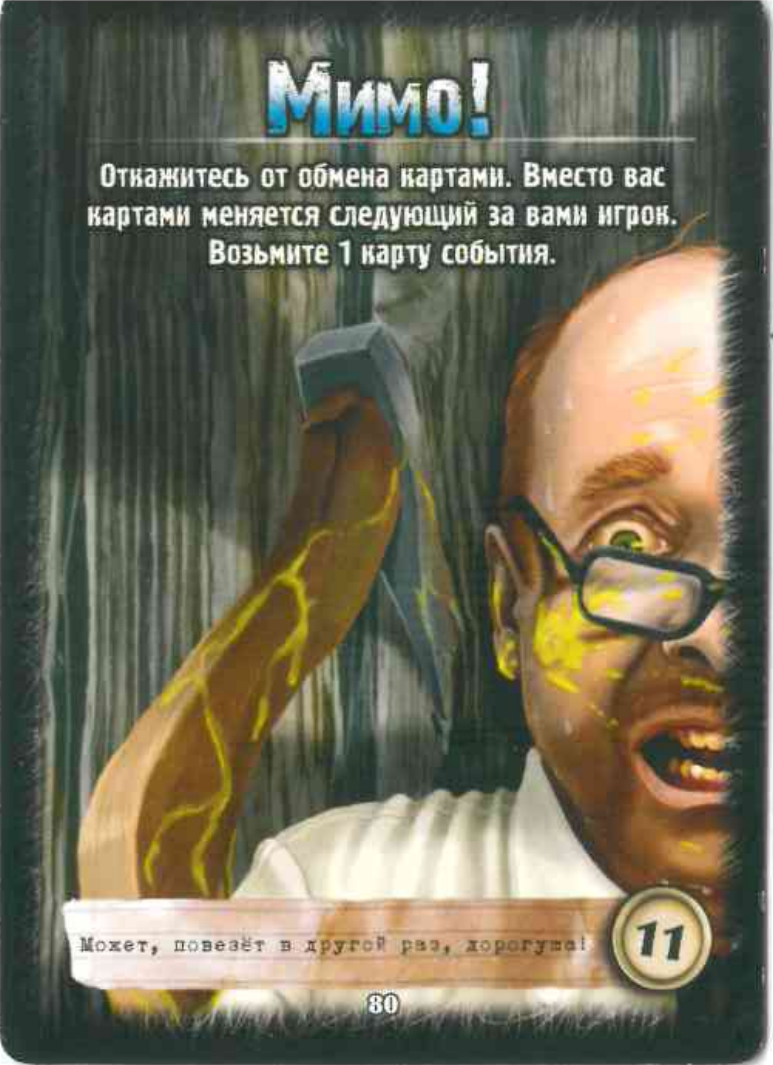 Мимо!
Откажитесь от обмена картами. Вместо вас
картами меняется следующий за вами игрок.
Возьмите 1 карту события.
Может, повезёт в другой раз, дорогуша!
11
80